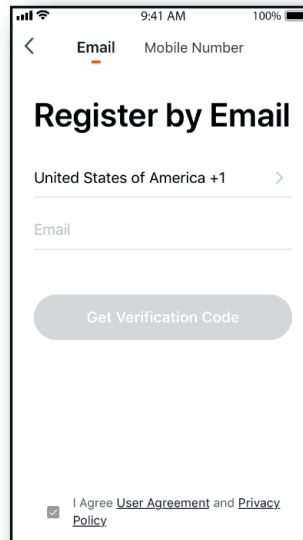 9:41 AM 100%
Email Mobile Number
Register by Email
United States of America +1
Email
Get Verification Code
I Agree User Agreement and Privacy
Policy